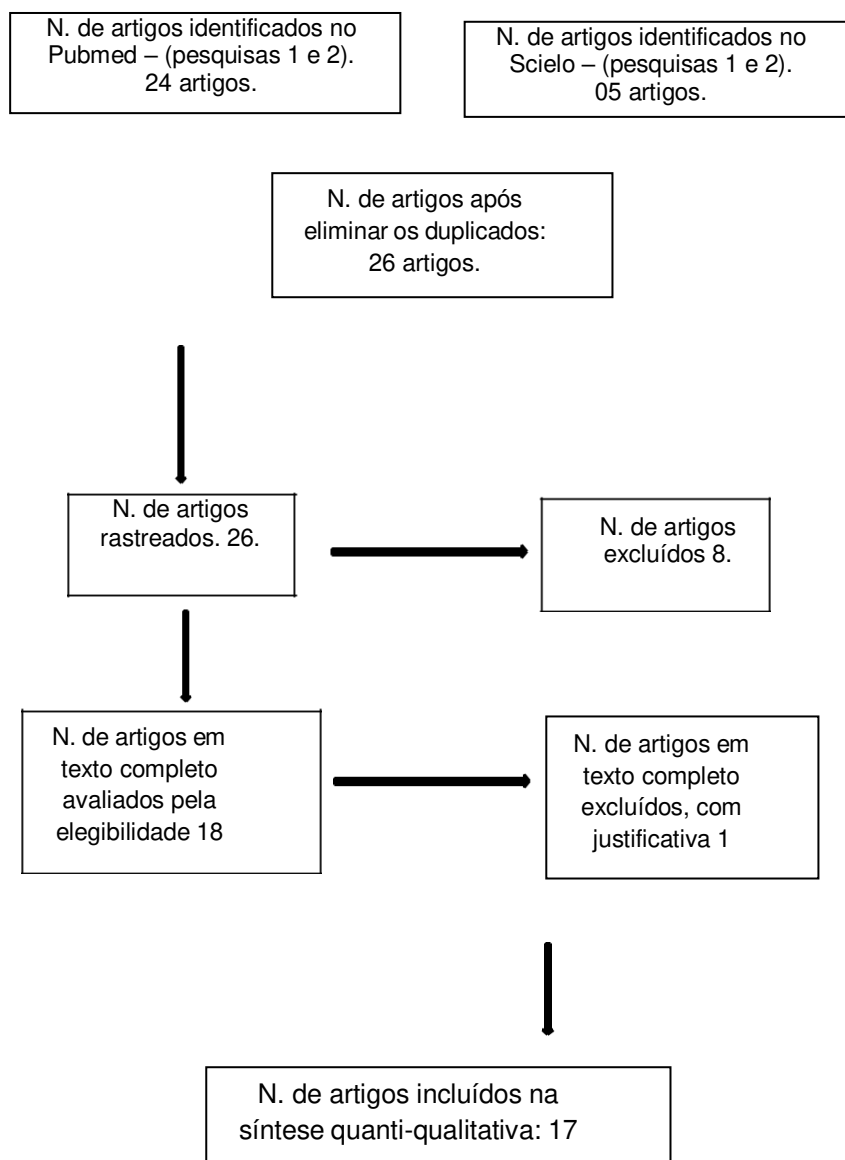 N. de artigos identificados no
Pubmed – (pesquisas 1 e 2).
24 artigos.
N. de artigos identificados no
Scielo – (pesquisas 1 e 2).
05 artigos.
N. de artigos após
eliminar os duplicados:
26 artigos.
N. de artigos
rastreados. 26.
N. de artigos
excluídos 8.
N. de artigos em
texto completo
avaliados pela
elegibilidade 18
N. de artigos em
texto completo
excluídos, com
justificativa 1
N. de artigos incluídos na
síntese quanti-qualitativa: 17